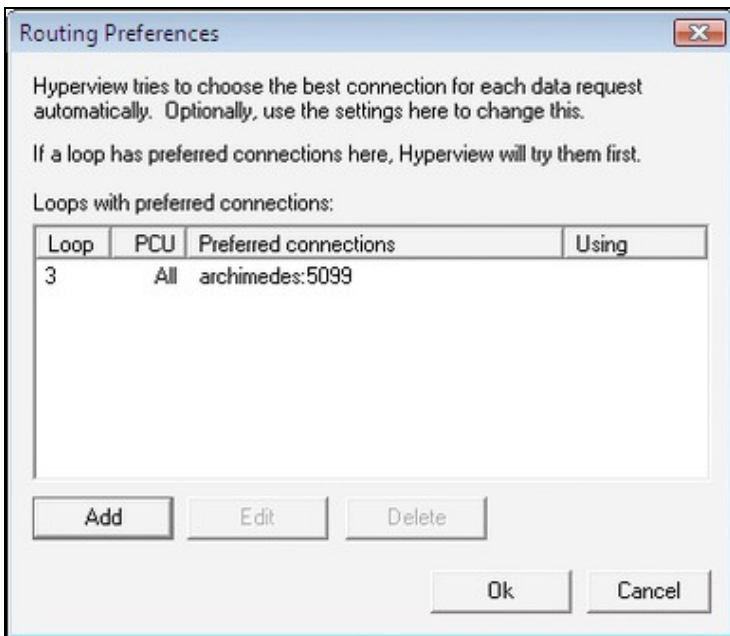 Routing Preferences
Hyperview tries to choose the best connection for each data request
automatically.  Optionally, use the settings here to change this.
If a loop has preferred connections here, Hyperview will try them first.
Loops with preferred connections:
Loop PCU Preferred connections Using
3 All archimedes:5099
Add Edit Delete
Ok Cancel